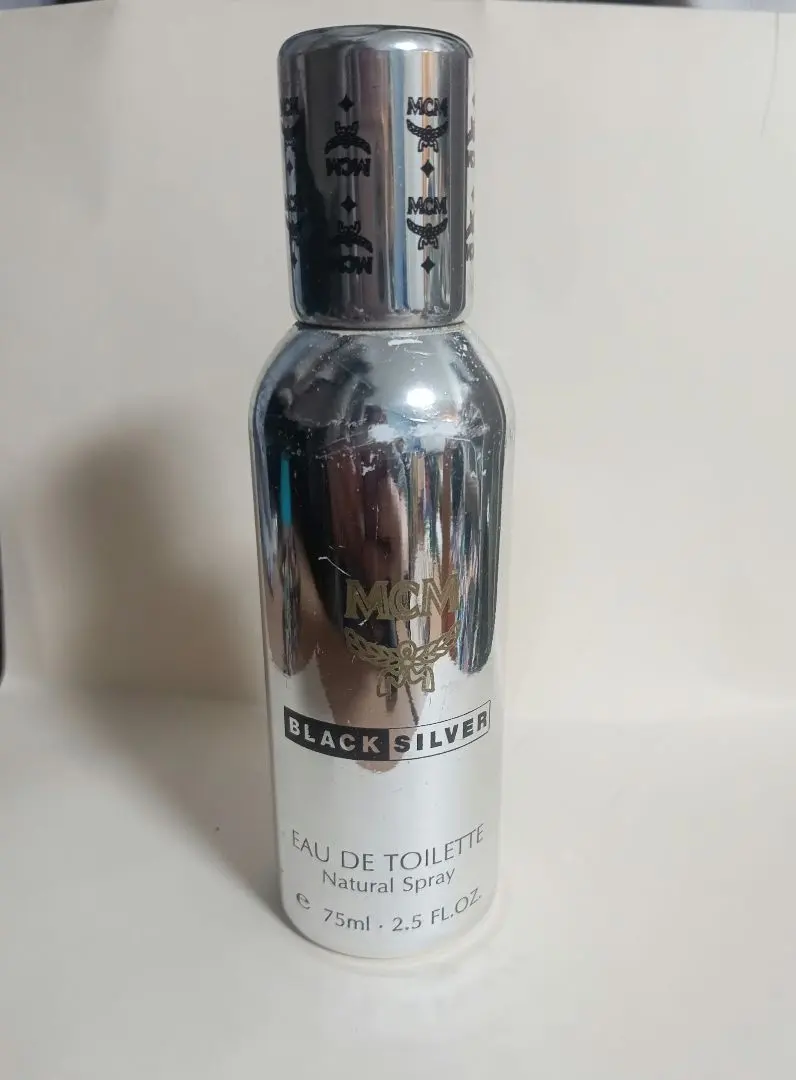 MCM
MCM
MCM
MCM
MCM
BLACK SILVER
EAU DE TOILETTE
Natural Spray
e 75ml · 2.5 FL.OZ.